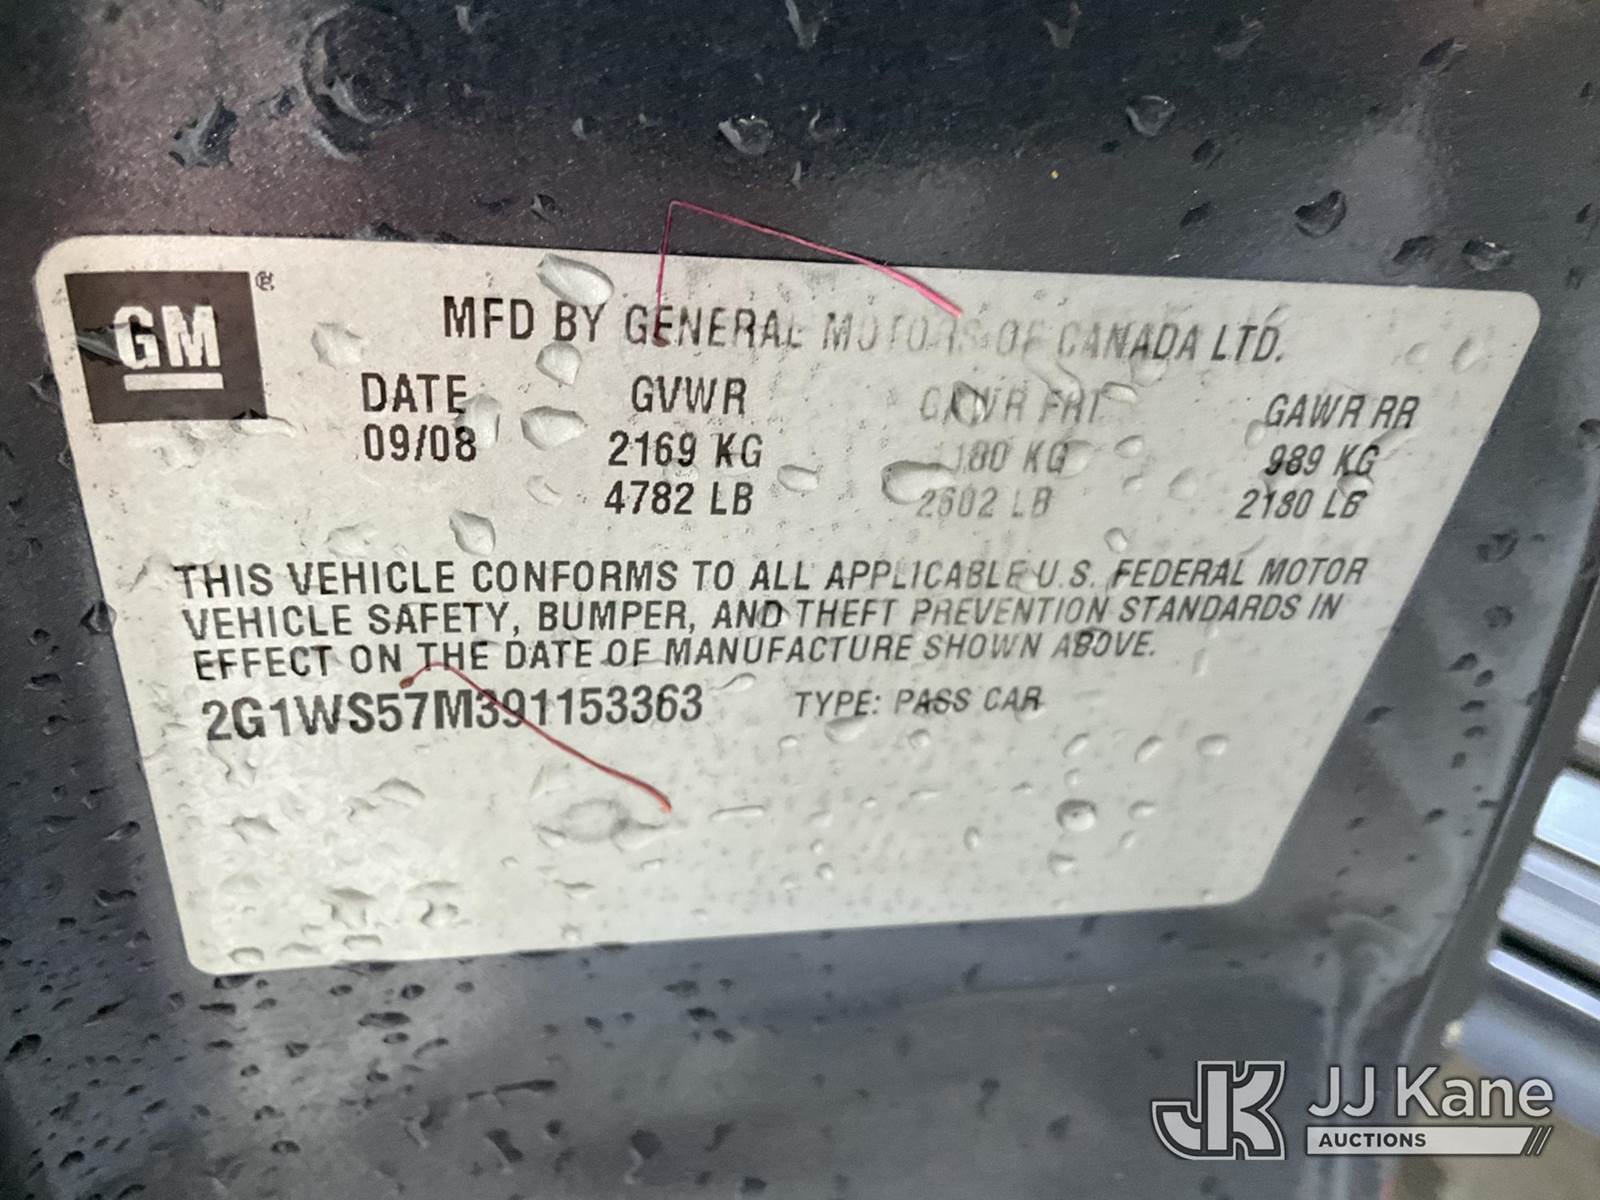 GM ®
MFD BY GENERAL MOTORS OF CANADA LTD.
DATE GVWR GAWR FRT GAWR RR
09/08 2169 KG 1180 KG 989 KG
4782 LB 2602 LB 2180 LB
THIS VEHICLE CONFORMS TO ALL APPLICABLE U.S. FEDERAL MOTOR
VEHICLE SAFETY, BUMPER, AND THEFT PREVENTION STANDARDS IN
EFFECT ON THE DATE OF MANUFACTURE SHOWN ABOVE.
2G1WS57M391153363 TYPE: PASS CAR
JK JJ Kane
AUCTIONS